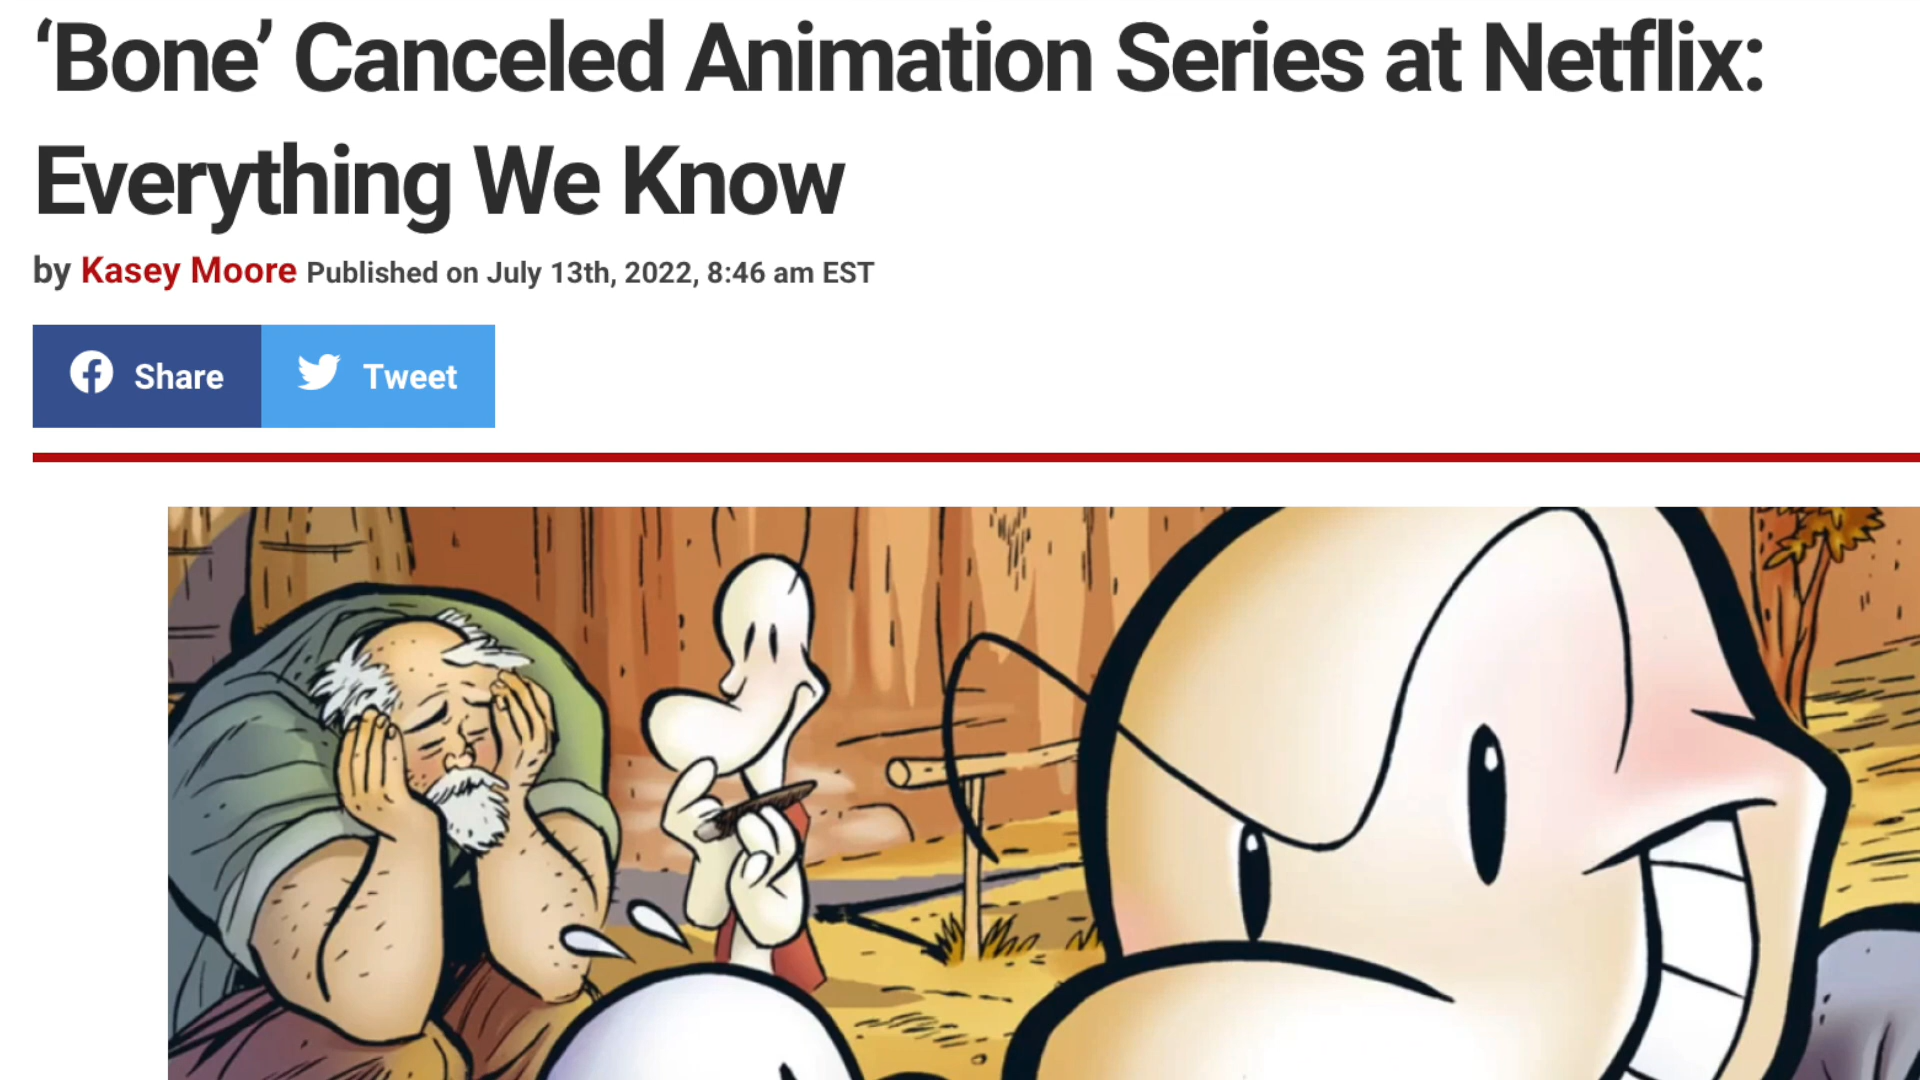 ‘Bone’ Canceled Animation Series at Netflix:
Everything We Know
by Kasey Moore Published on July 13th, 2022, 8:46 am EST
Share Tweet